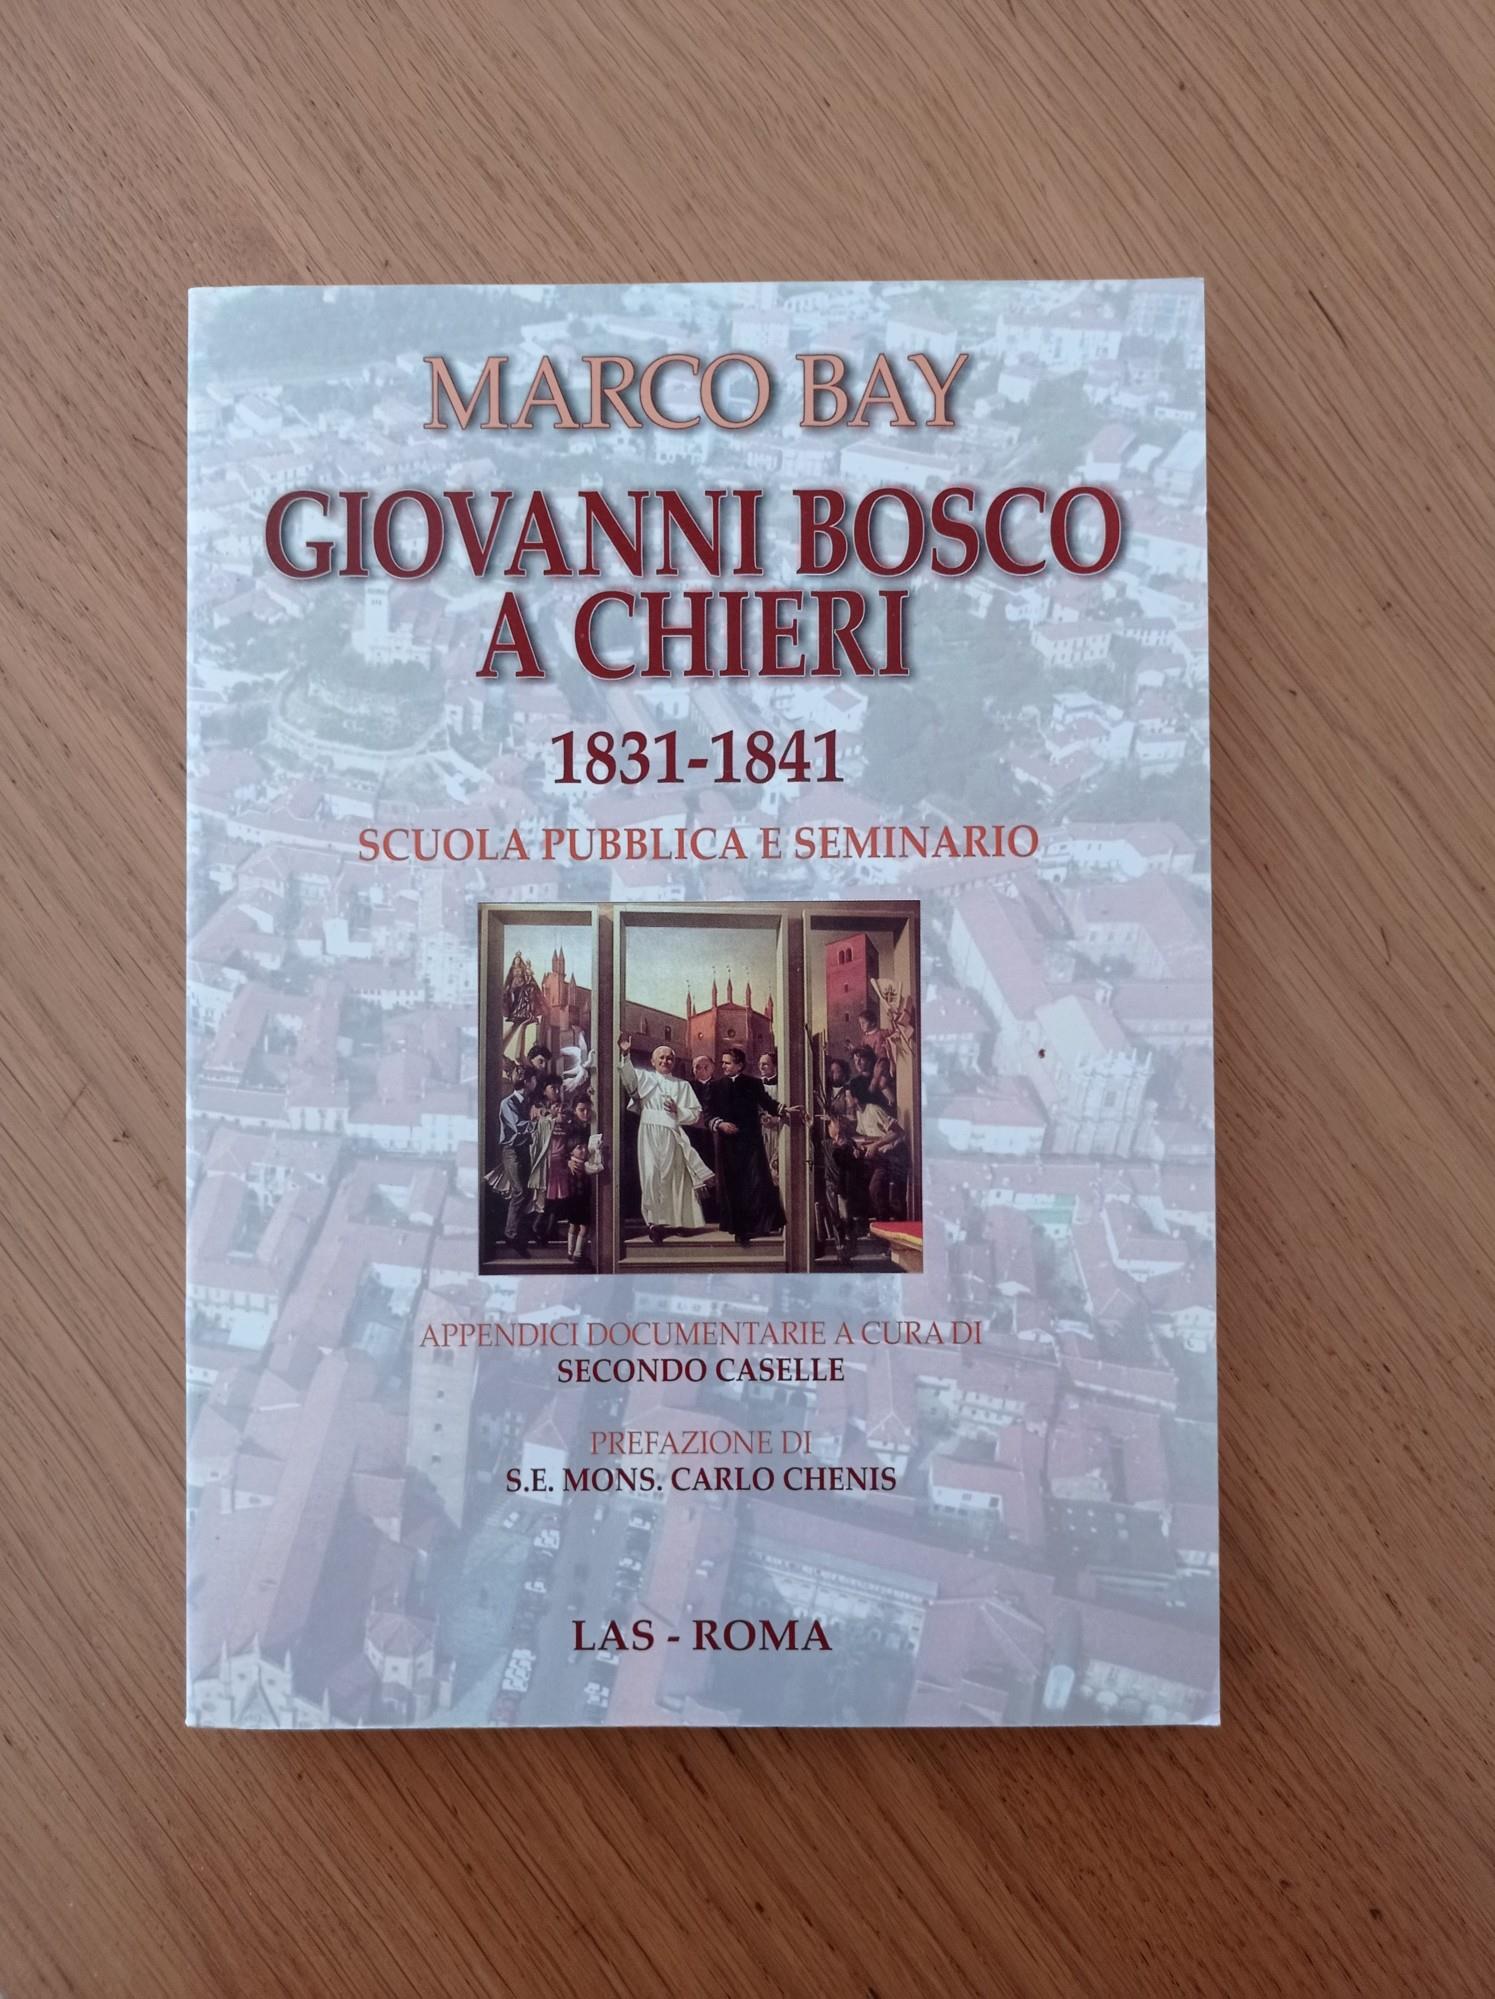 MARCO BAY
GIOVANNI BOSCO
A CHIERI
1831-1841
SCUOLA PUBBLICA E SEMINARIO
APPENDICI DOCUMENTARIE A CURA DI
SECONDO CASELLE
PREFAZIONE DI
S.E. MONS. CARLO CHENIS
LAS - ROMA